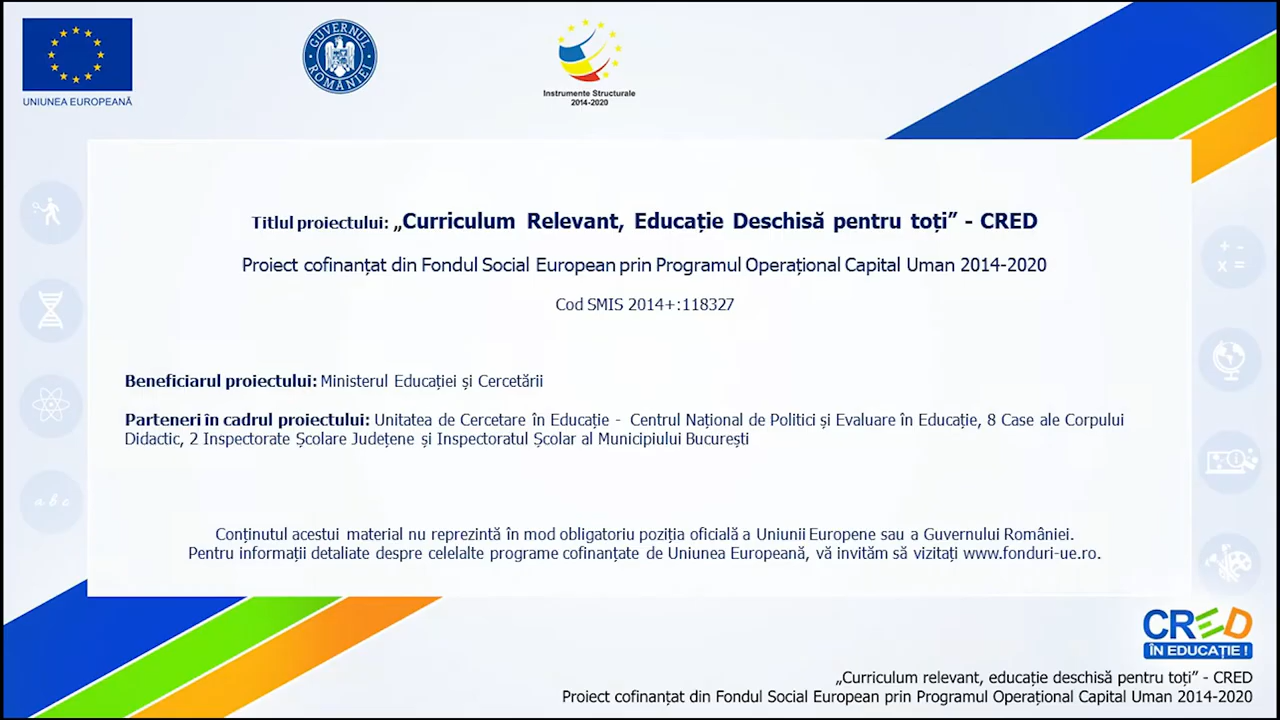 UNIUNEA EUROPEANĂ
GUVERNUL ROMÂNIEI
Instrumente Structurale
2014-2020
Titlul proiectului: „Curriculum Relevant, Educație Deschisă pentru toți” - CRED
Proiect cofinanțat din Fondul Social European prin Programul Operațional Capital Uman 2014-2020
Cod SMIS 2014+:118327
+ -
x =
Beneficiarul proiectului: Ministerul Educației și Cercetării
Parteneri în cadrul proiectului: Unitatea de Cercetare în Educație - Centrul Național de Politici și Evaluare în Educație, 8 Case ale Corpului
Didactic, 2 Inspectorate Școlare Județene și Inspectoratul Școlar al Municipiului București
a b c
Conținutul acestui material nu reprezintă în mod obligatoriu poziția oficială a Uniunii Europene sau a Guvernului României.
Pentru informații detaliate despre celelalte programe cofinanțate de Uniunea Europeană, vă invităm să vizitați www.fonduri-ue.ro.
CRED
ÎN EDUCAȚIE !
„Curriculum relevant, educație deschisă pentru toți” - CRED
Proiect cofinanțat din Fondul Social European prin Programul Operațional Capital Uman 2014-2020